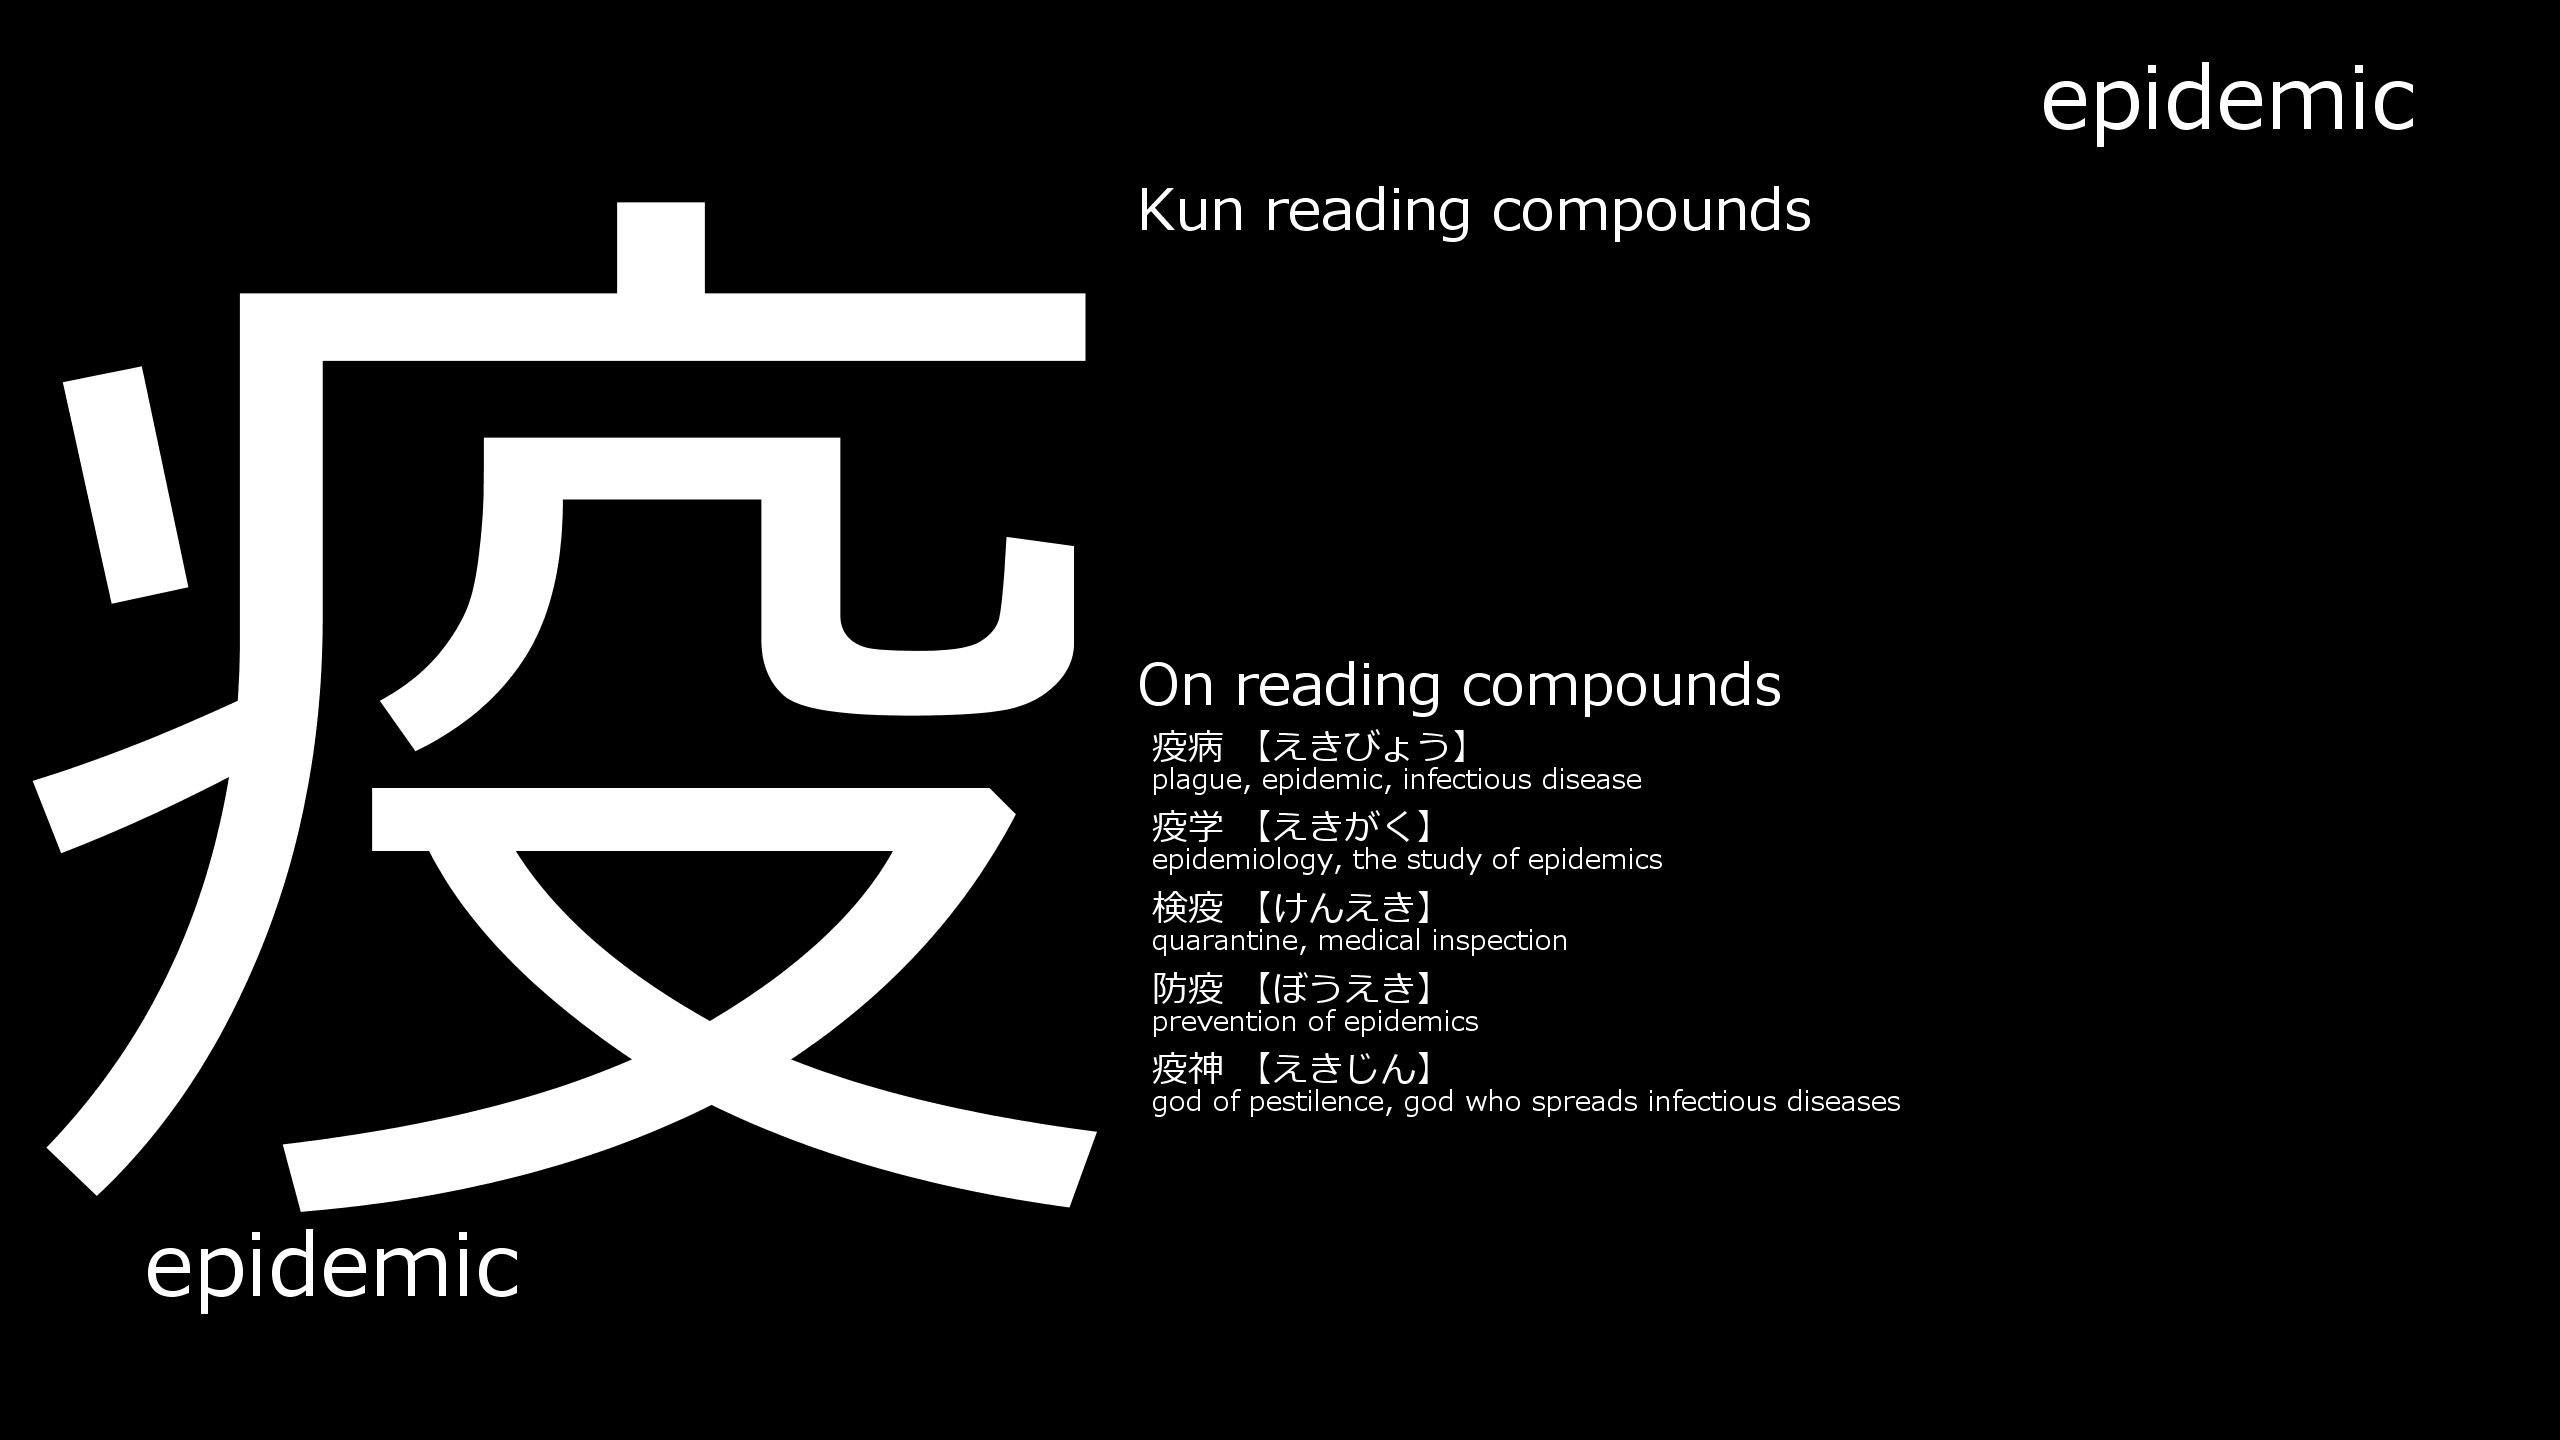 epidemic
疫
Kun reading compounds
On reading compounds
疫病 【えきびょう】
plague, epidemic, infectious disease
疫学 【えきがく】
epidemiology, the study of epidemics
検疫 【けんえき】
quarantine, medical inspection
防疫 【ぼうえき】
prevention of epidemics
疫神 【えきじん】
god of pestilence, god who spreads infectious diseases
epidemic